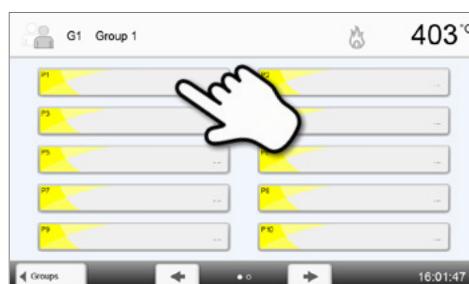 G1 Group 1 403°C
P1 P2 ...
P3 ...
P5 ... ...
P7 ... P8 ...
P9 ... P10 ...
Groups 16:01:47